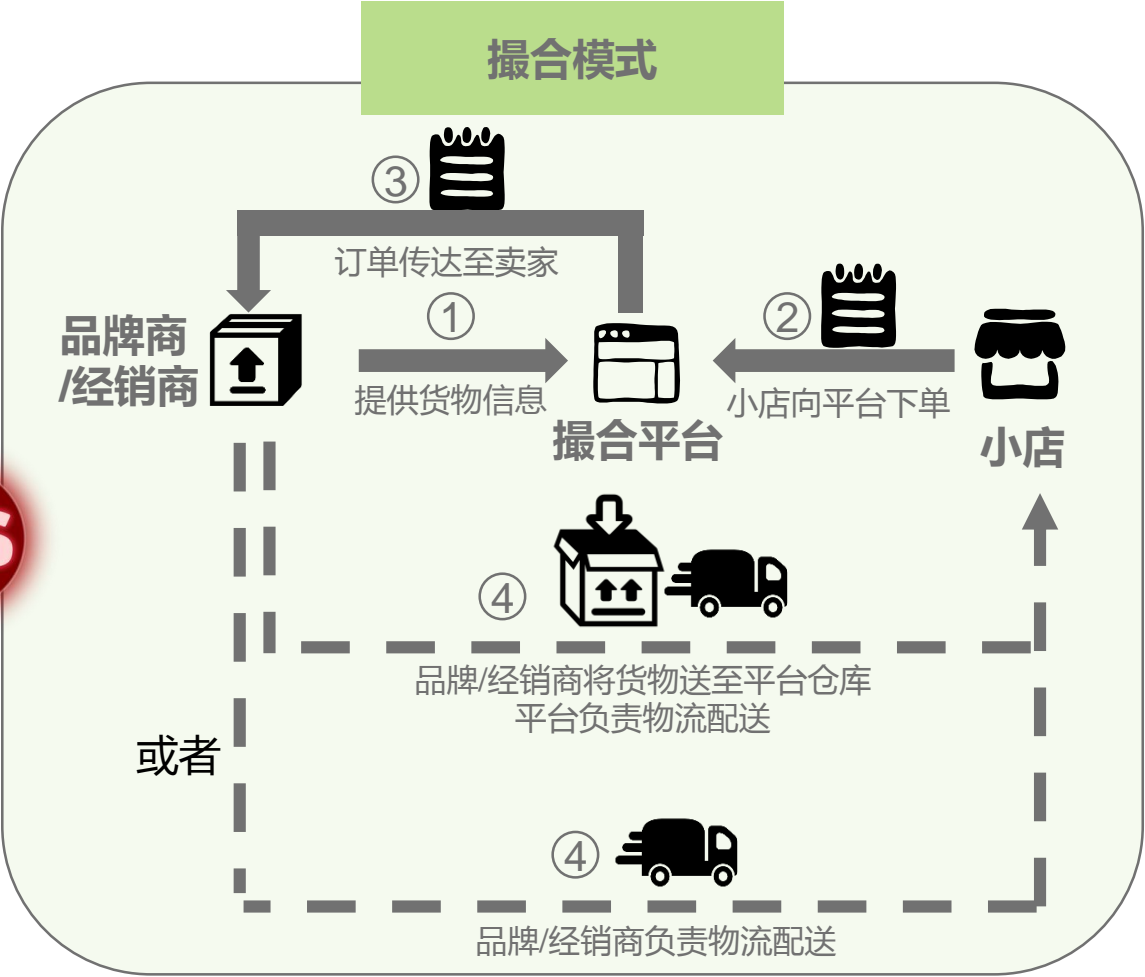 撮合模式
③
订单传达至卖家
①
②
品牌商
/经销商
提供货物信息
小店向平台下单
撮合平台
小店
④
品牌/经销商将货物送至平台仓库
平台负责物流配送
或者
④
品牌/经销商负责物流配送